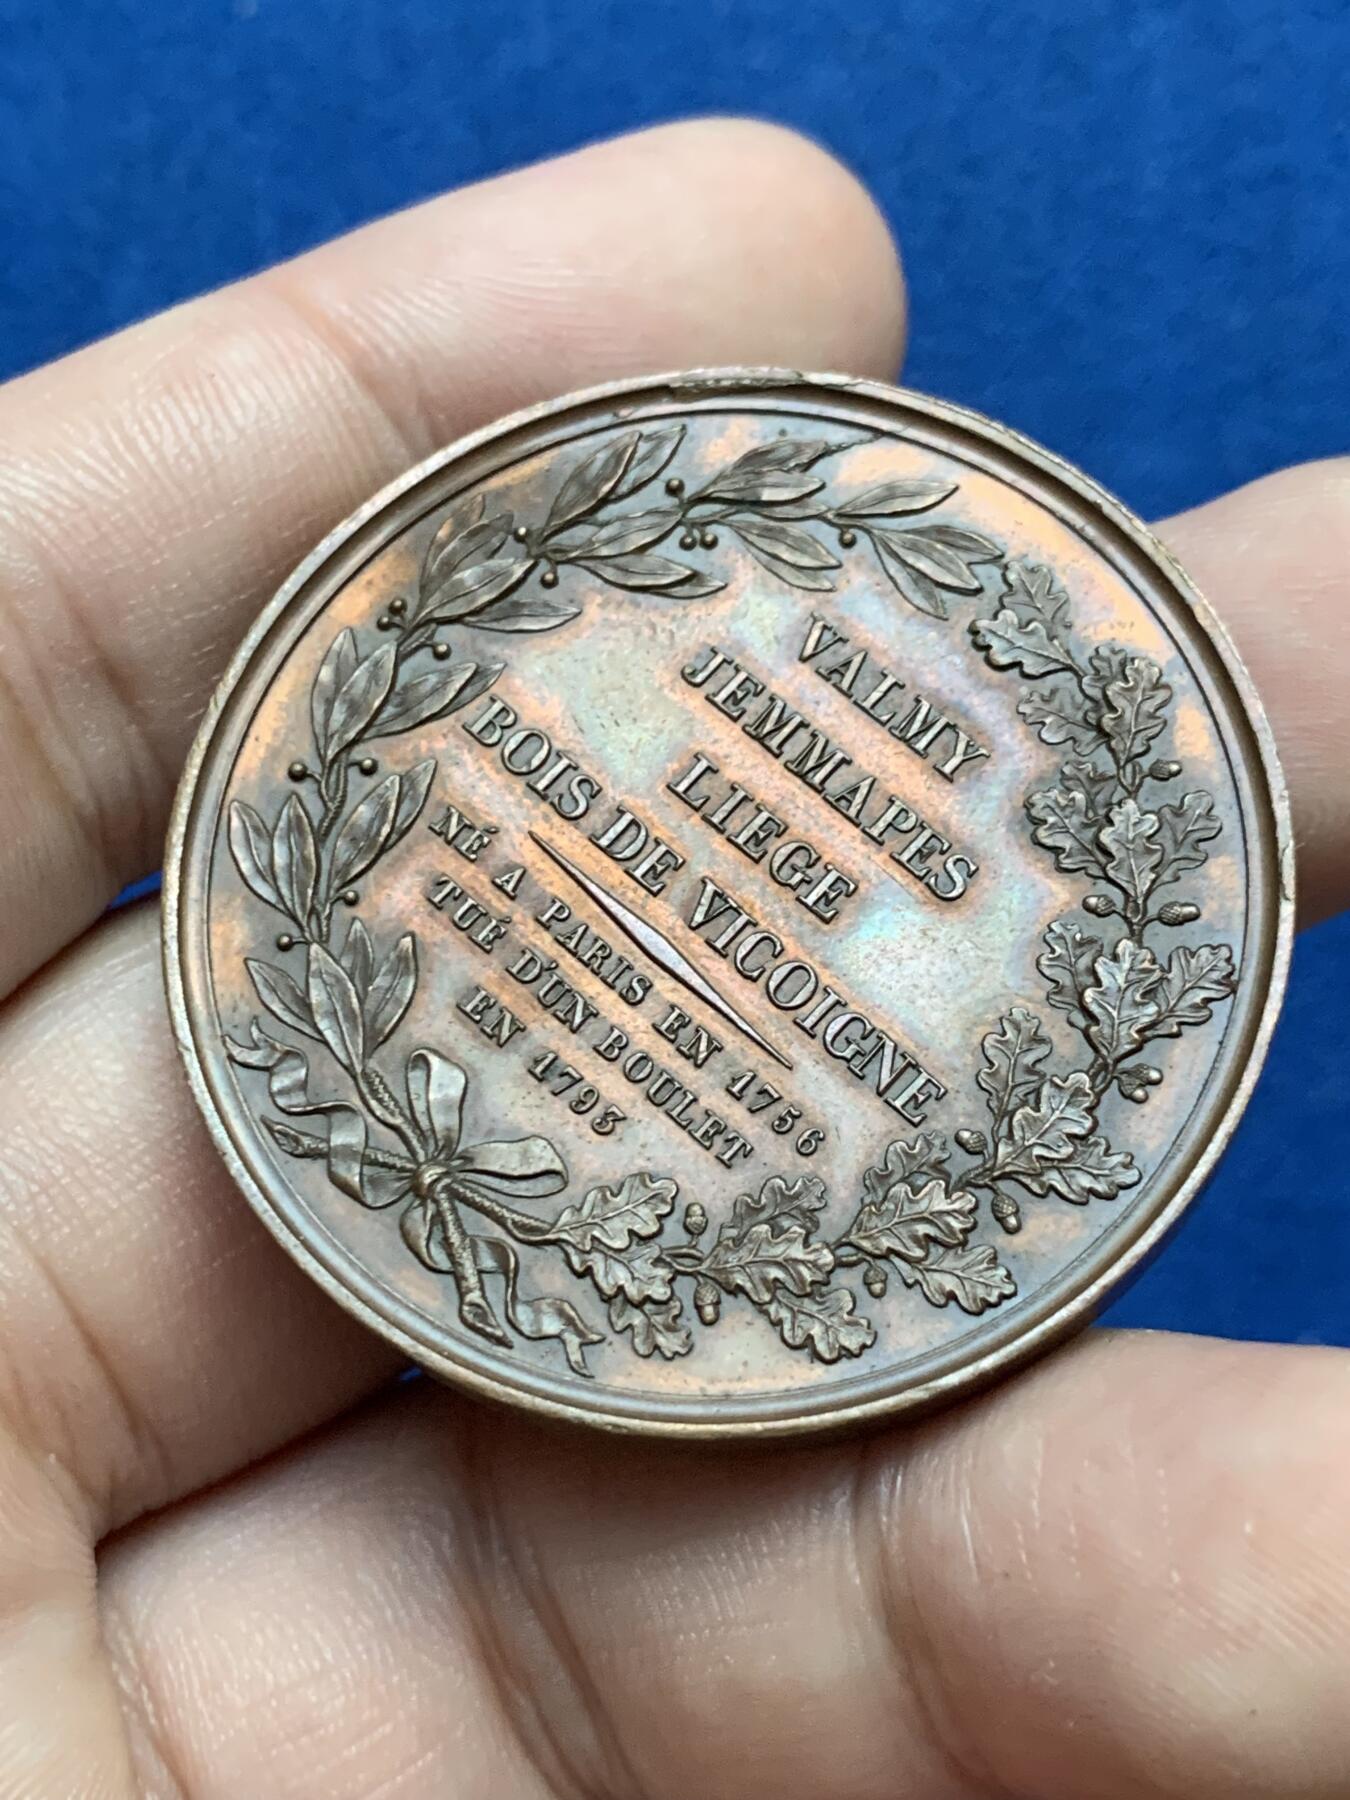 VALMY
JEMMAPES
LIEGE
BOIS DE VICOIGNE
NÉ A PARIS EN 1756
TUÉ D'UN BOULET
EN 1793